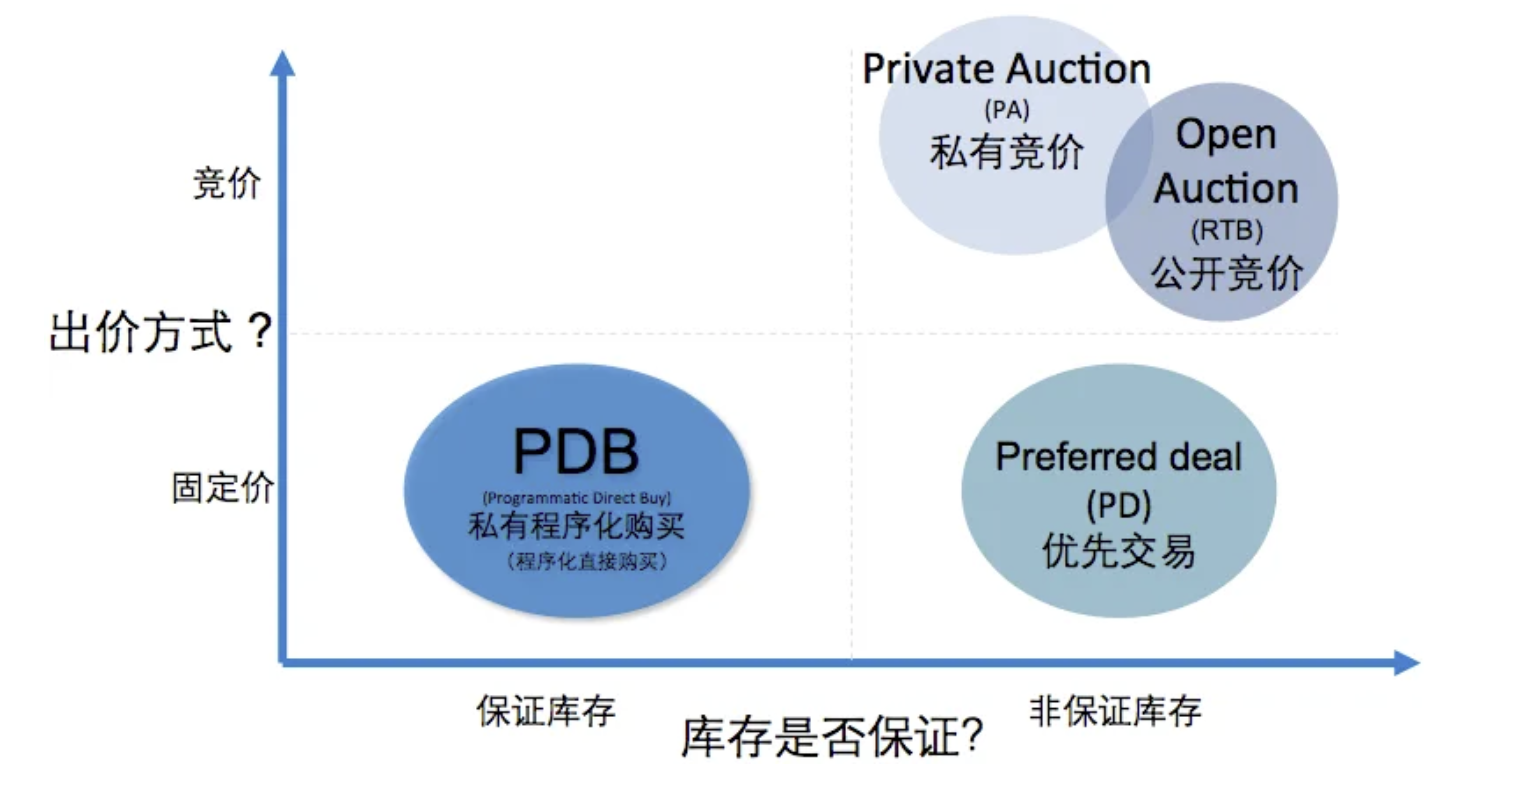 Private Auction
(PA)
私有竞价
Open
Auction
(RTB)
公开竞价
竞价
出价方式？
固定价
PDB
(Programmatic Direct Buy)
私有程序化购买
（程序化直接购买）
Preferred deal
(PD)
优先交易
保证库存
库存是否保证?
非保证库存